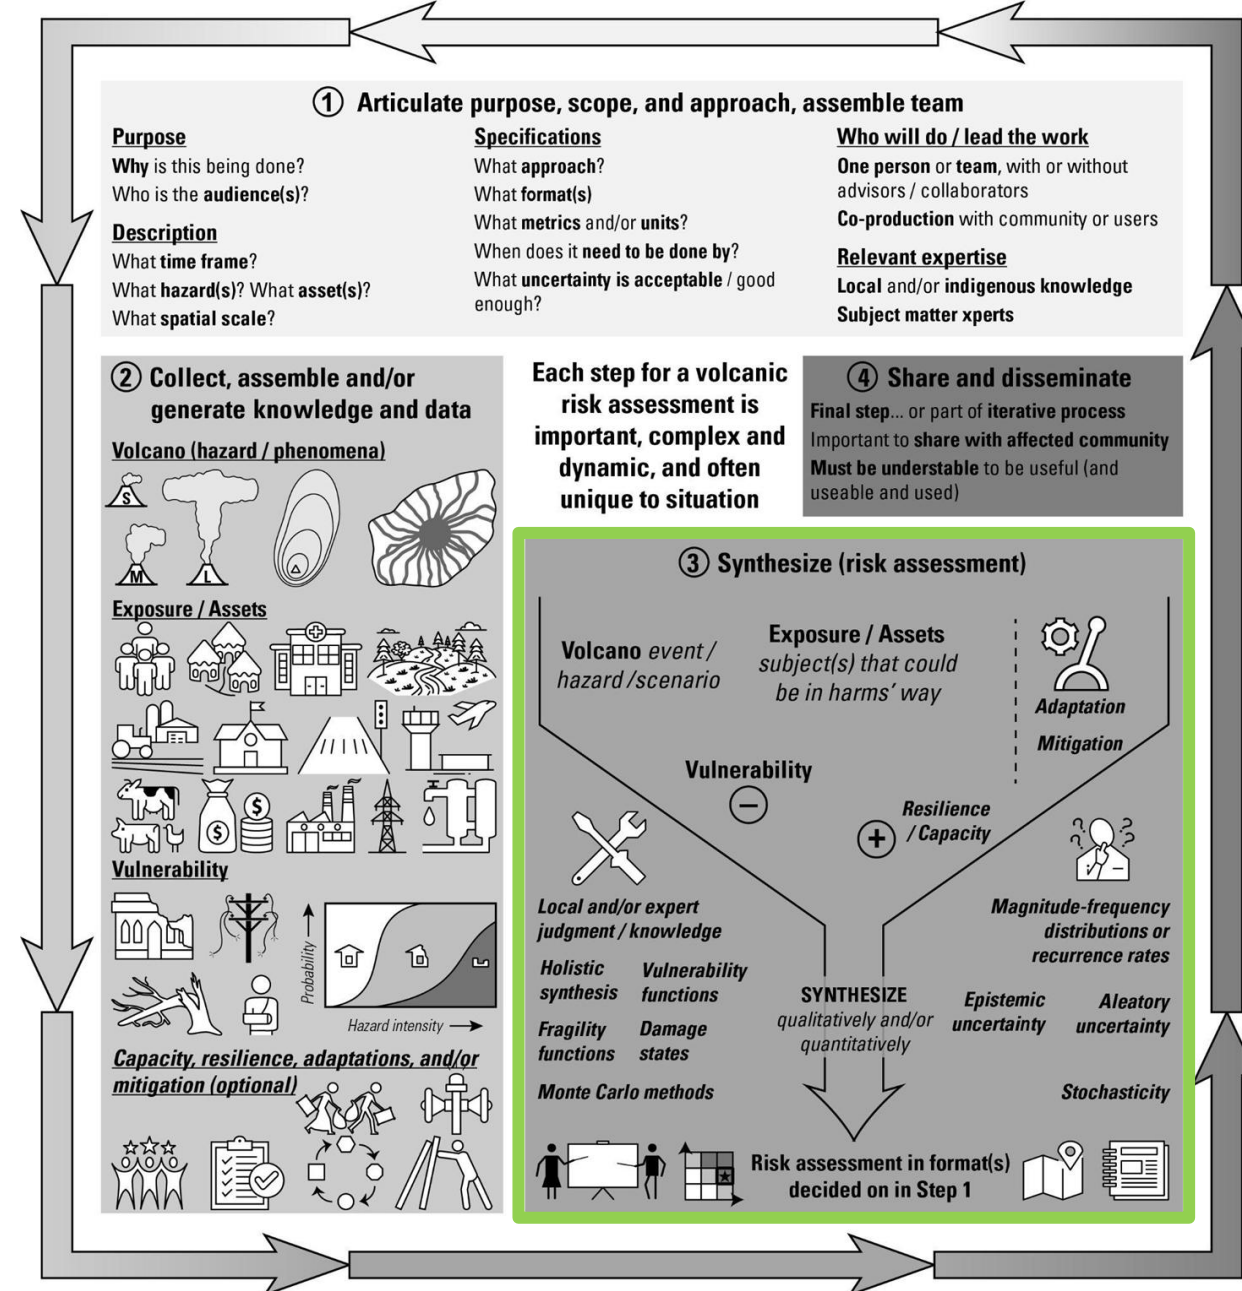 ① Articulate purpose, scope, and approach, assemble team
Purpose
Why is this being done?
Who is the audience(s)?
Description
What time frame?
What hazard(s)? What asset(s)?
What spatial scale?
Specifications
What approach?
What format(s)
What metrics and/or units?
When does it need to be done by?
What uncertainty is acceptable / good
enough?
Who will do / lead the work
One person or team, with or without
advisors / collaborators
Co-production with community or users
Relevant expertise
Local and/or indigenous knowledge
Subject matter xperts
② Collect, assemble and/or
generate knowledge and data
Volcano (hazard / phenomena)
S
M
L
Exposure / Assets
$
$
Vulnerability
Probability
Hazard intensity
Capacity, resilience, adaptations, and/or
mitigation (optional)
Each step for a volcanic
risk assessment is
important, complex and
dynamic, and often
unique to situation
④ Share and disseminate
Final step... or part of iterative process
Important to share with affected community
Must be understable to be useful (and
useable and used)
③ Synthesize (risk assessment)
Volcano event /
hazard /scenario
Exposure / Assets
subject(s) that could
be in harms' way
Adaptation
Mitigation
Vulnerability
−
+
Resilience
/ Capacity
? ? ? ?
Local and/or expert
judgment / knowledge
Holistic
synthesis
Vulnerability
functions
Fragility
functions
Damage
states
Monte Carlo methods
SYNTHESIZE
qualitatively and/or
quantitatively
Magnitude-frequency
distributions or
recurrence rates
Epistemic
uncertainty
Aleatory
uncertainty
Stochasticity
Risk assessment in format(s)
decided on in Step 1